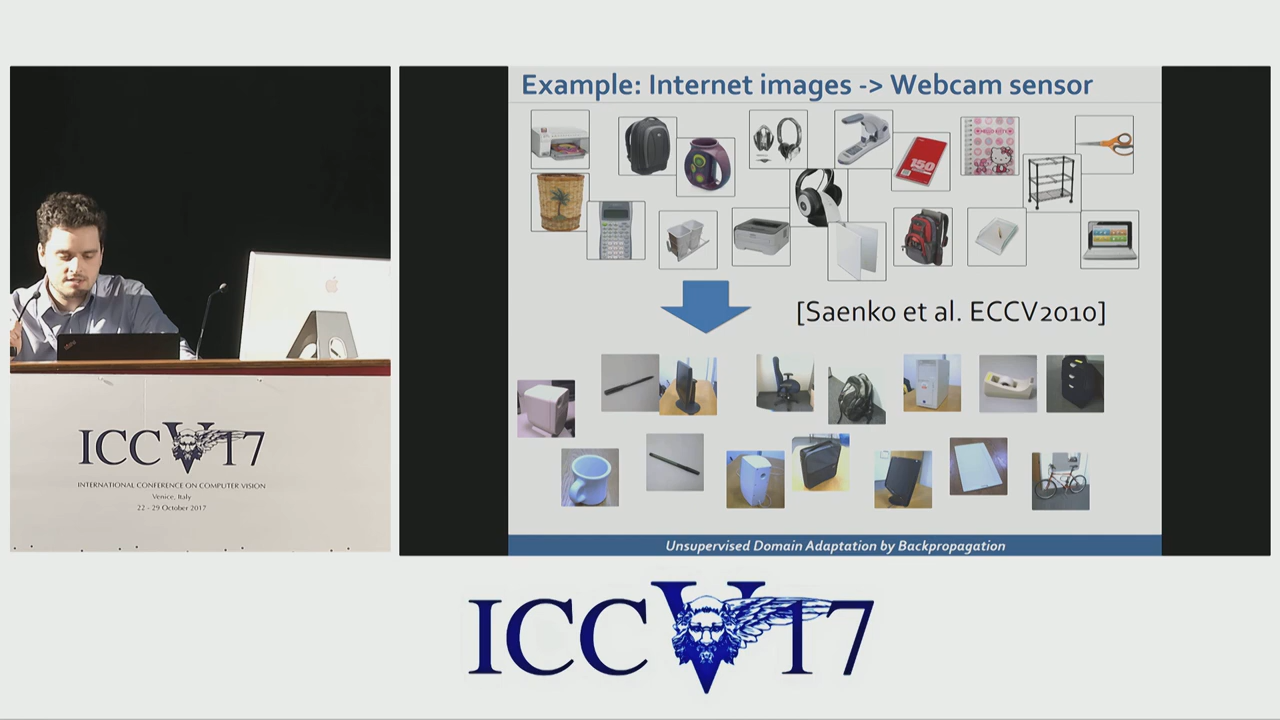 Example: Internet images -> Webcam sensor
150
[Saenko et al. ECCV2010]
ICCV17
INTERNATIONAL CONFERENCE ON COMPUTER VISION
Venice, Italy
22 - 29 October 2017
Unsupervised Domain Adaptation by Backpropagation
ICCV17